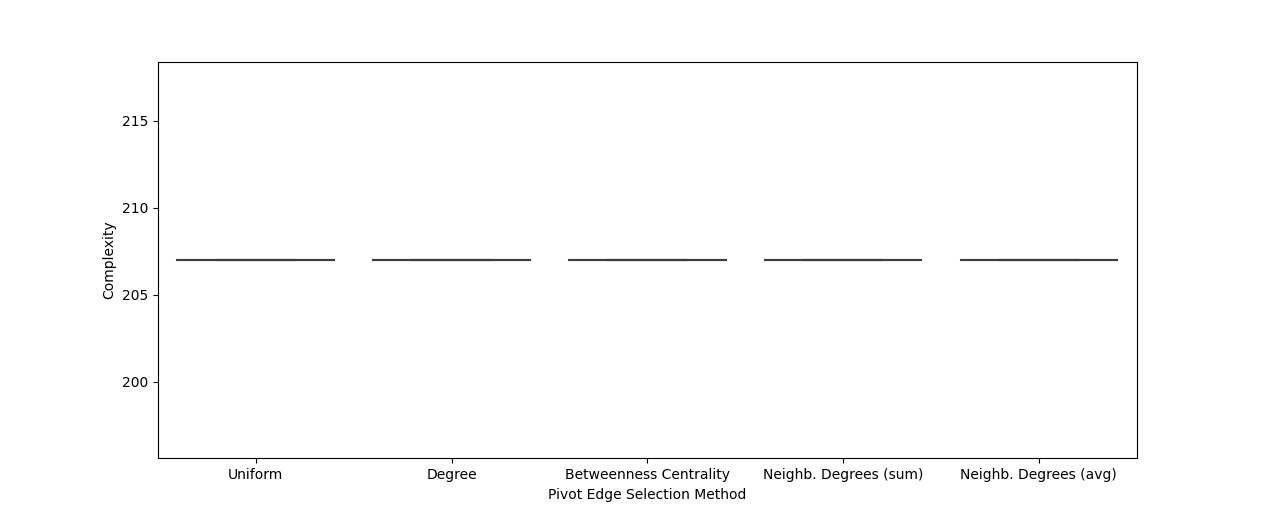 215
210
205
200
Complexity
Uniform Degree Betweenness Centrality Neighb. Degrees (sum) Neighb. Degrees (avg)
Pivot Edge Selection Method